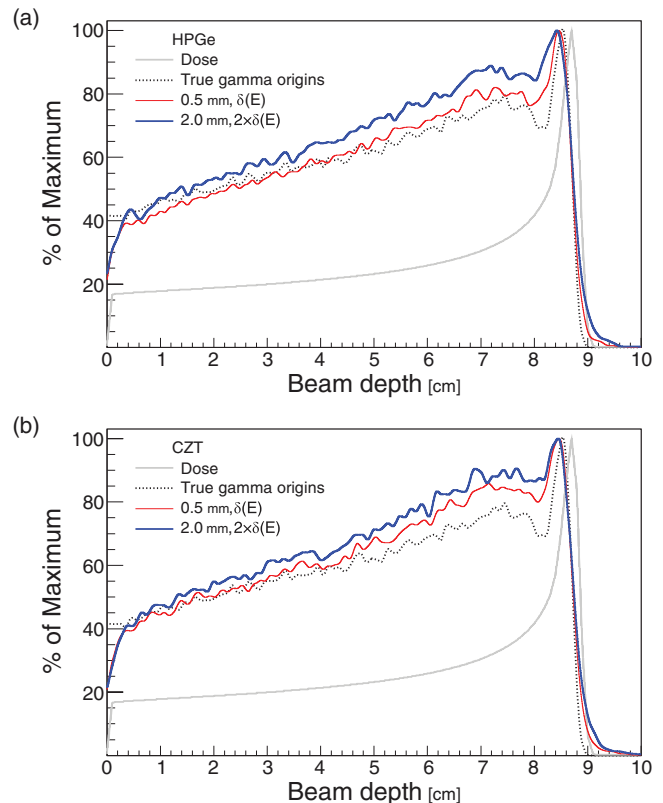 (a)
% of Maximum
100
80
60
40
20
HPGe
Dose
True gamma origins
0.5 mm, δ(E)
2.0 mm, 2×δ(E)
0 1 2 3 4 5 6 7 8 9 10
Beam depth [cm]
(b)
% of Maximum
100
80
60
40
20
CZT
Dose
True gamma origins
0.5 mm, δ(E)
2.0 mm, 2×δ(E)
0 1 2 3 4 5 6 7 8 9 10
Beam depth [cm]